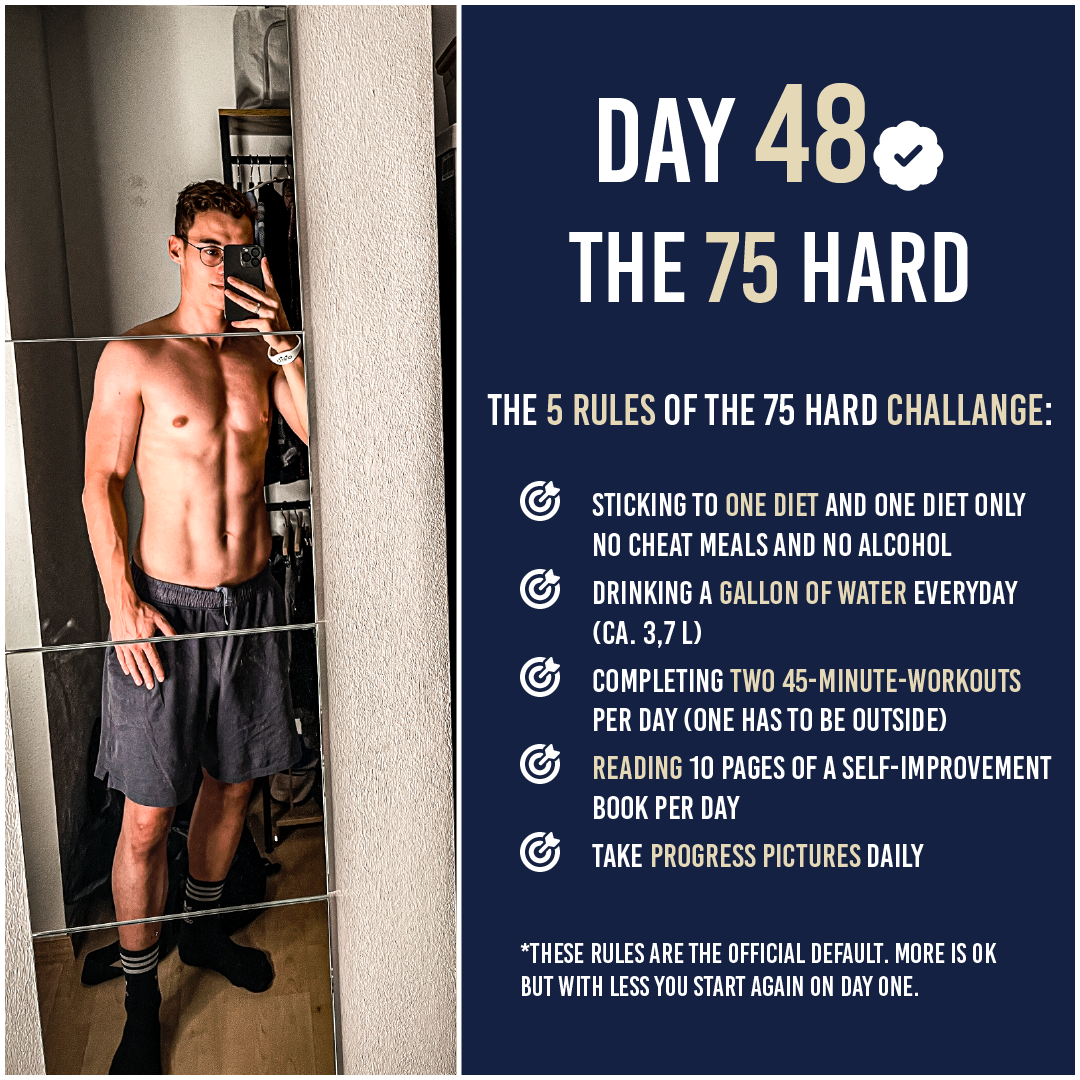 DAY 48
THE 75 HARD
THE 5 RULES OF THE 75 HARD CHALLANGE:
STICKING TO ONE DIET AND ONE DIET ONLY
NO CHEAT MEALS AND NO ALCOHOL
DRINKING A GALLON OF WATER EVERYDAY
(CA. 3,7 L)
COMPLETING TWO 45-MINUTE-WORKOUTS
PER DAY (ONE HAS TO BE OUTSIDE)
READING 10 PAGES OF A SELF-IMPROVEMENT
BOOK PER DAY
TAKE PROGRESS PICTURES DAILY
*THESE RULES ARE THE OFFICIAL DEFAULT. MORE IS OK
BUT WITH LESS YOU START AGAIN ON DAY ONE.